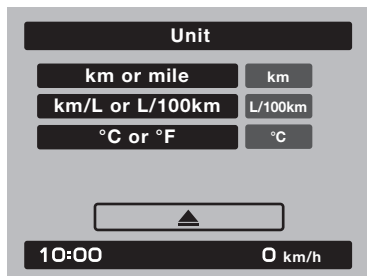 Unit
km or mile km
km/L or L/100km L/100km
°C or °F °C
10:00 0 km/h